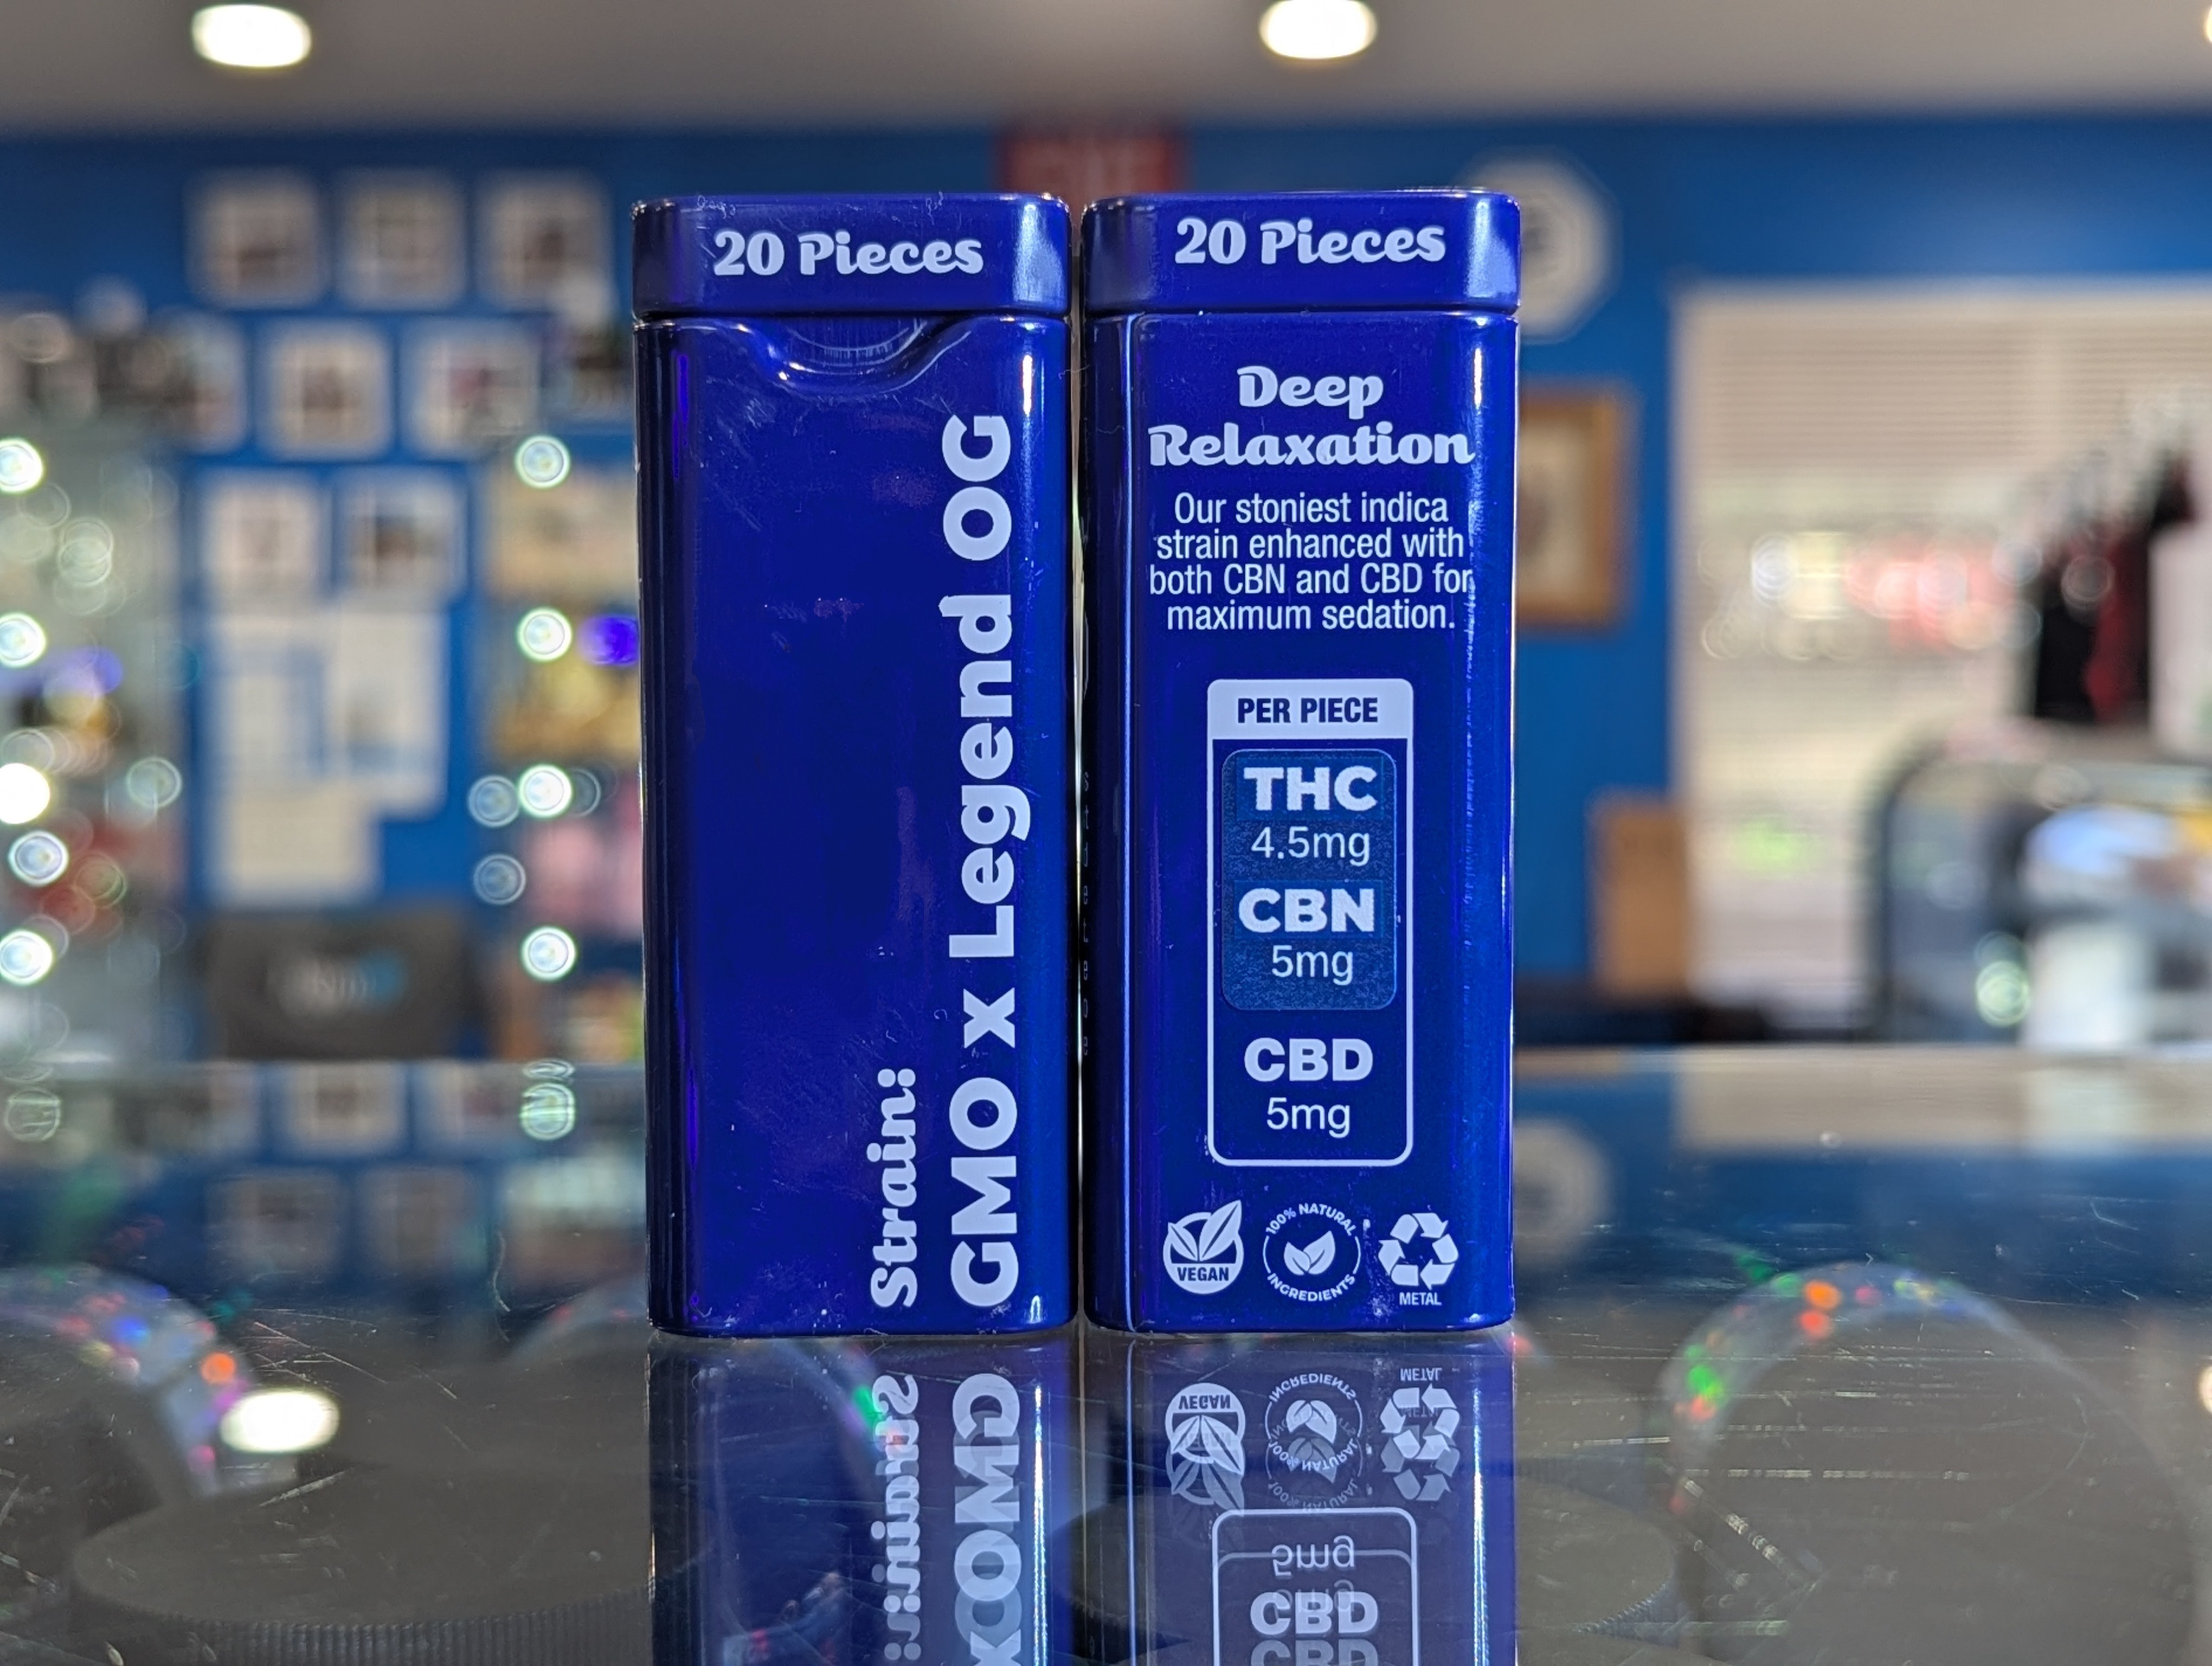 20 Pieces
Strain:
GMO x Legend OG
20 Pieces
Deep
Relaxation
Our stoniest indica
strain enhanced with
both CBN and CBD for
maximum sedation.
PER PIECE
THC
4.5mg
CBN
5mg
CBD
5mg
VEGAN
100% NATURAL
INGREDIENTS
METAL